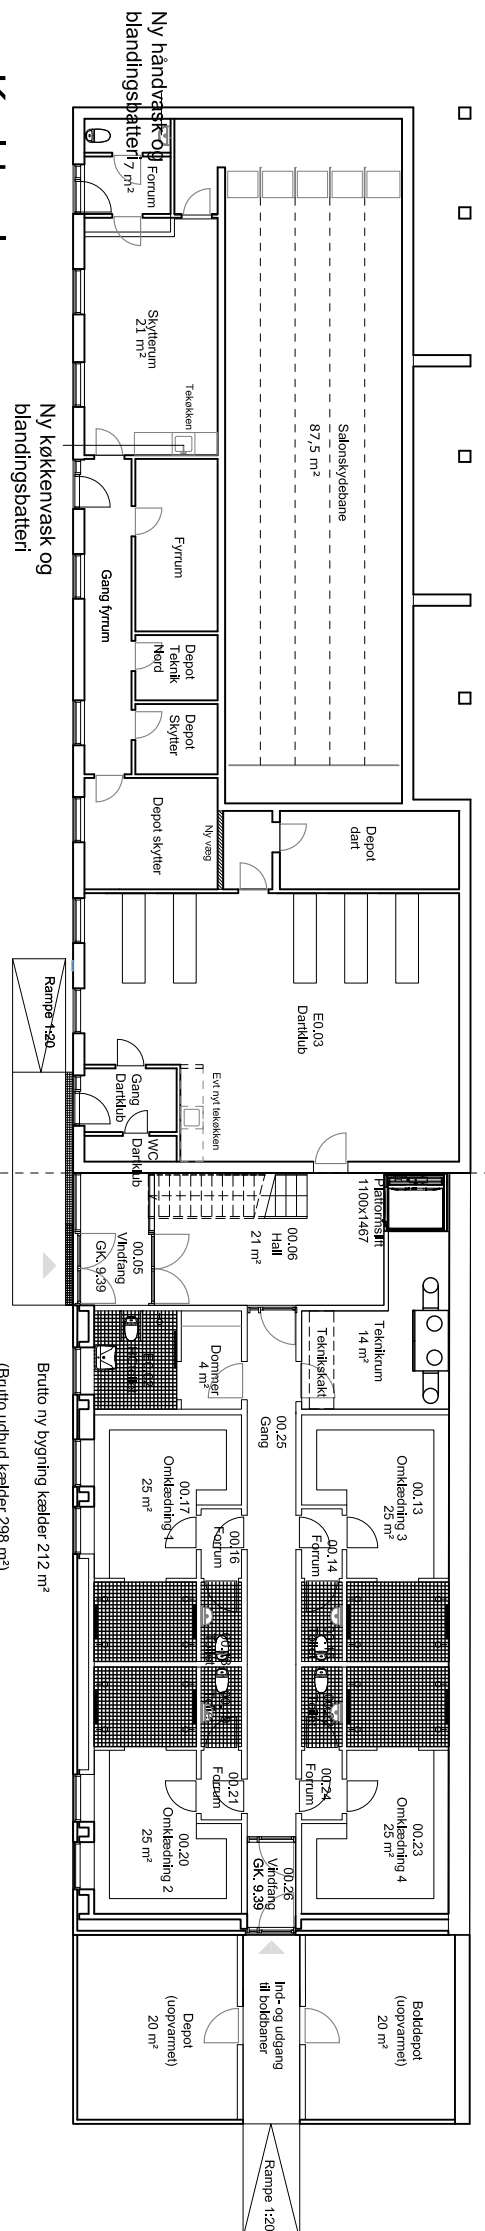 Ny håndvask og
blandingsbatteri
Forrum
7 m²
Skytterum
21 m²
Tekøkken
Ny køkkenvask og
blandingsbatteri
Salonskydebane
87,5 m²
Fyrrum
Gang fyrrum
Depot
Teknik
Nord
Depot
Skytter
Depot skytter
Ny væg
Depot
dart
E0.03
Dartklub
Rampe 1:20
Gang
Dartklub
Evt nyt tekøkken
WC
Dartklub
Platformslift
1100x1467
00.06
Hall
21 m²
00.05
Vindfang
GK. 9.39
Teknikrum
14 m²
Teknikskakt
Dommer
4 m²
00.25
Gang
00.13
Omklædning 3
25 m²
00.14
Forrum
00.17
Omklædning 1
25 m²
00.16
Forrum
00.24
Forrum
00.23
Omklædning 4
25 m²
00.21
Forrum
00.20
Omklædning 2
25 m²
00.26
Vindfang
GK. 9.39
Brutto ny bygning kælder 212 m²
(Brutto udbud kælder 298 m²)
Bolddepot
(uopvarmet)
20 m²
Ind- og udgang
til boldbaner
Depot
(uopvarmet)
20 m²
Rampe 1:20